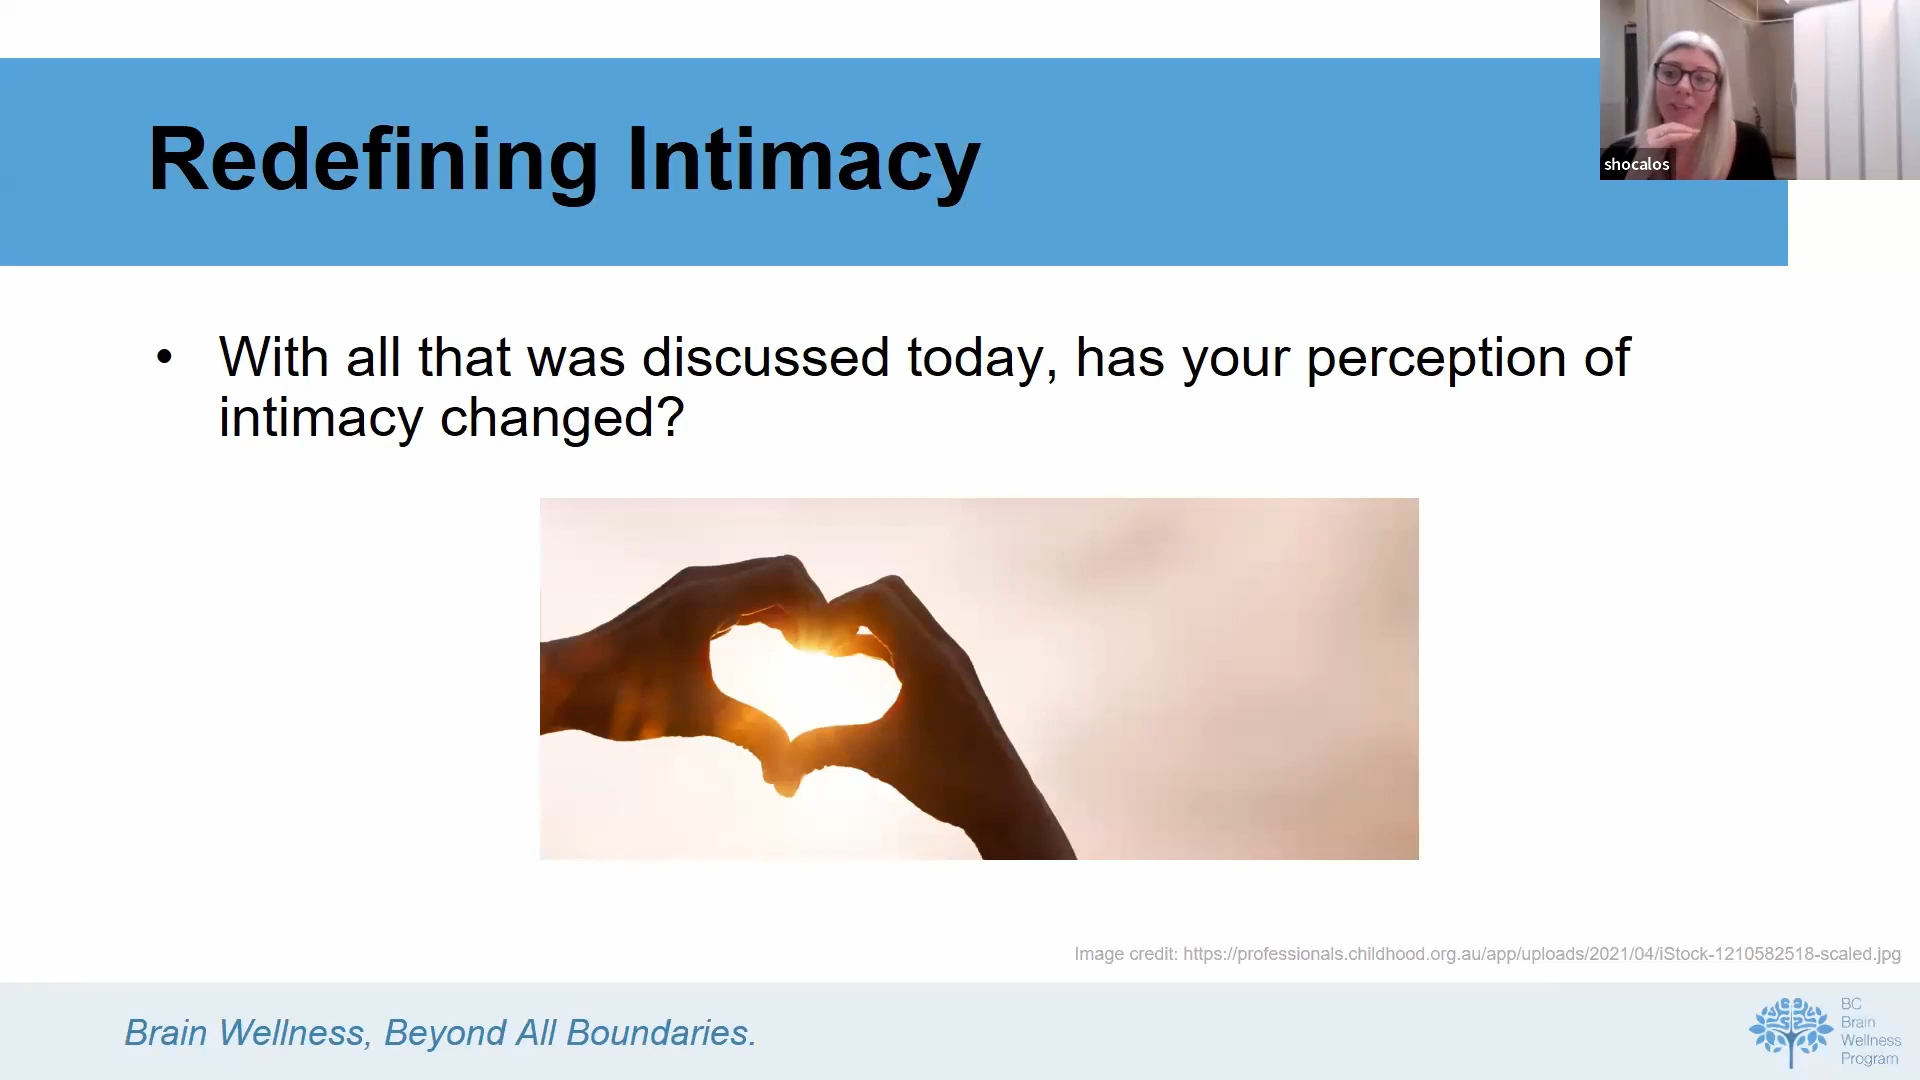 Redefining Intimacy
shocalos
• With all that was discussed today, has your perception of
intimacy changed?
Image credit: https://professionals.childhood.org.au/app/uploads/2021/04/iStock-1210582518-scaled.jpg
Brain Wellness, Beyond All Boundaries.
BC
Brain
Wellness
Program